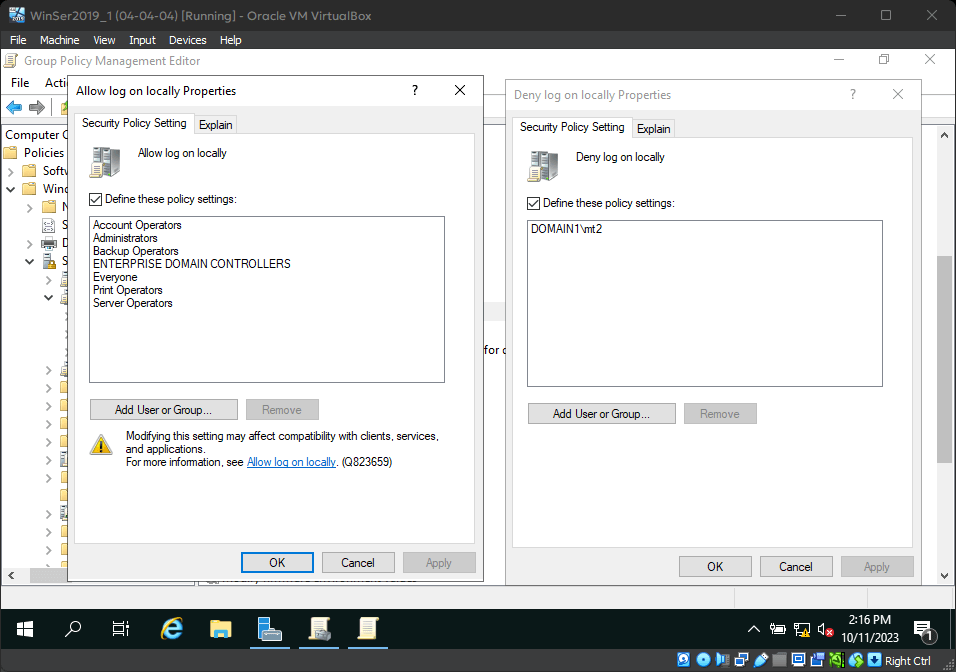 WinSer2019_1 (04-04-04) [Running] - Oracle VM VirtualBox
File Machine View Input Devices Help
Group Policy Management Editor
File Acti
Allow log on locally Properties ?
Security Policy Setting Explain
Allow log on locally
Define these policy settings:
Account Operators
Administrators
Backup Operators
ENTERPRISE DOMAIN CONTROLLERS
Everyone
Print Operators
Server Operators
Add User or Group... Remove
Modifying this setting may affect compatibility with clients, services,
and applications.
For more information, see Allow log on locally. (Q823659)
OK Cancel Apply
Deny log on locally Properties ?
Security Policy Setting Explain
Deny log on locally
Define these policy settings:
DOMAIN1\mt2
Add User or Group... Remove
OK Cancel Apply
Computer C
Policies
Softw
Wind
for
2:16 PM
10/11/2023
1
Right Ctrl